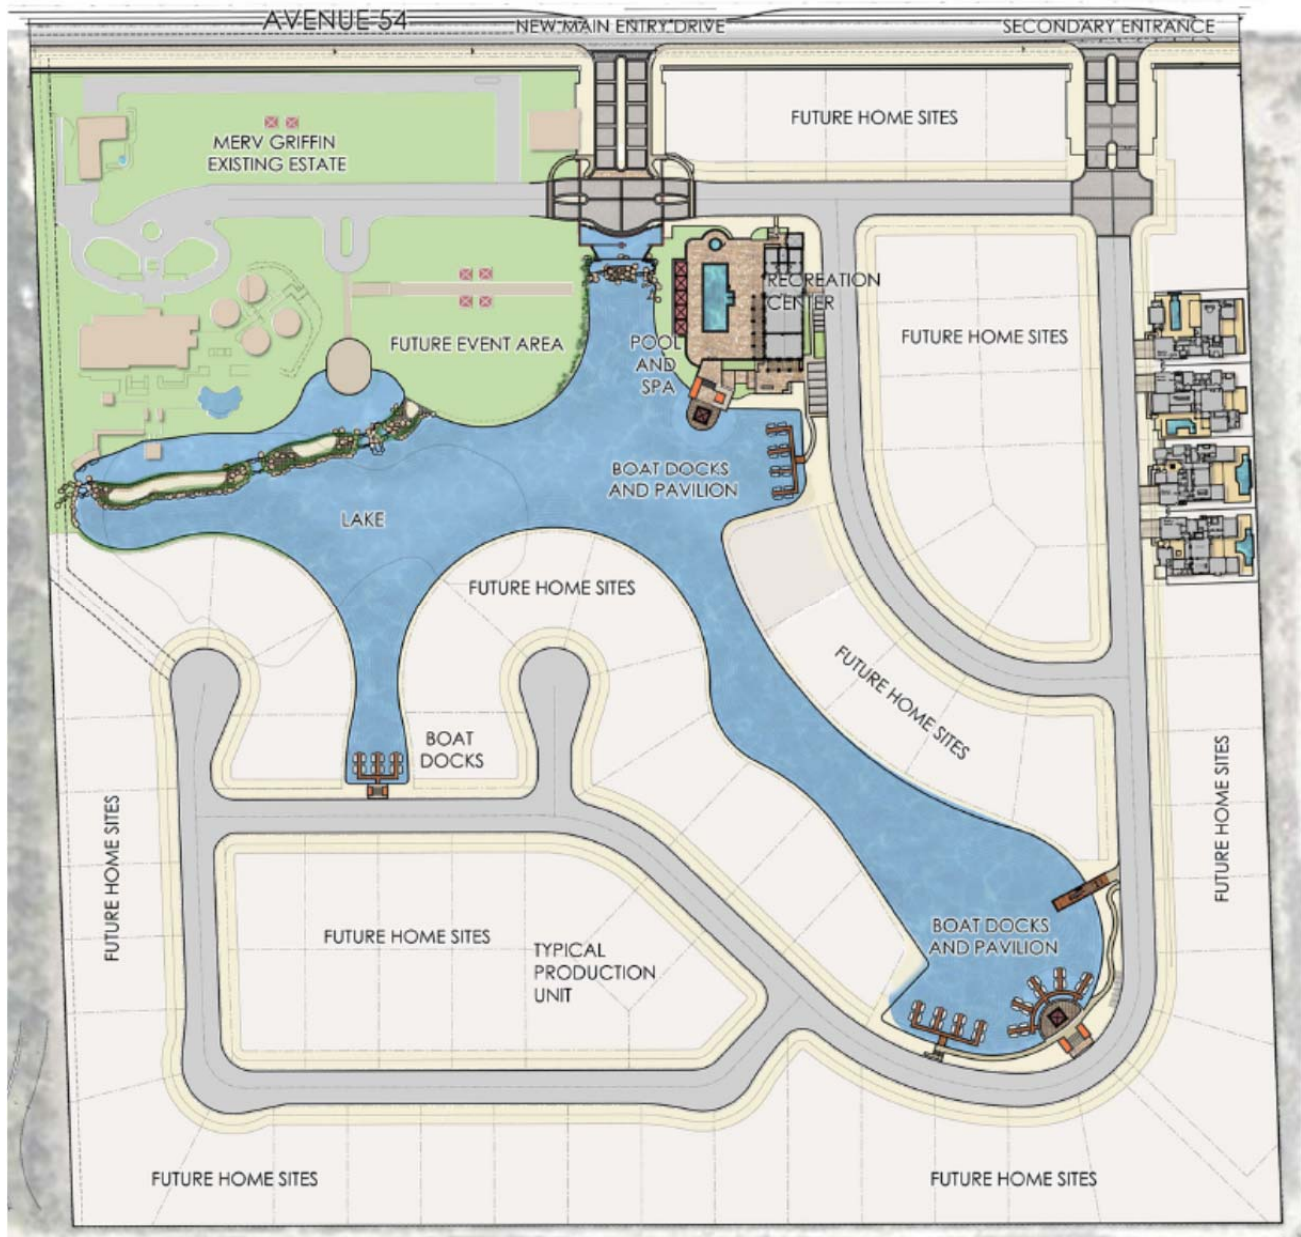 AVENUE 54
NEW MAIN ENTRY DRIVE
SECONDARY ENTRANCE
FUTURE HOME SITES
MERV GRIFFIN
EXISTING ESTATE
RECREATION
CENTER
FUTURE EVENT AREA
POOL
AND
SPA
FUTURE HOME SITES
BOAT DOCKS
AND PAVILION
LAKE
FUTURE HOME SITES
FUTURE HOME SITES
BOAT
DOCKS
FUTURE HOME SITES
FUTURE HOME SITES
FUTURE HOME SITES
TYPICAL
PRODUCTION
UNIT
BOAT DOCKS
AND PAVILION
FUTURE HOME SITES
FUTURE HOME SITES